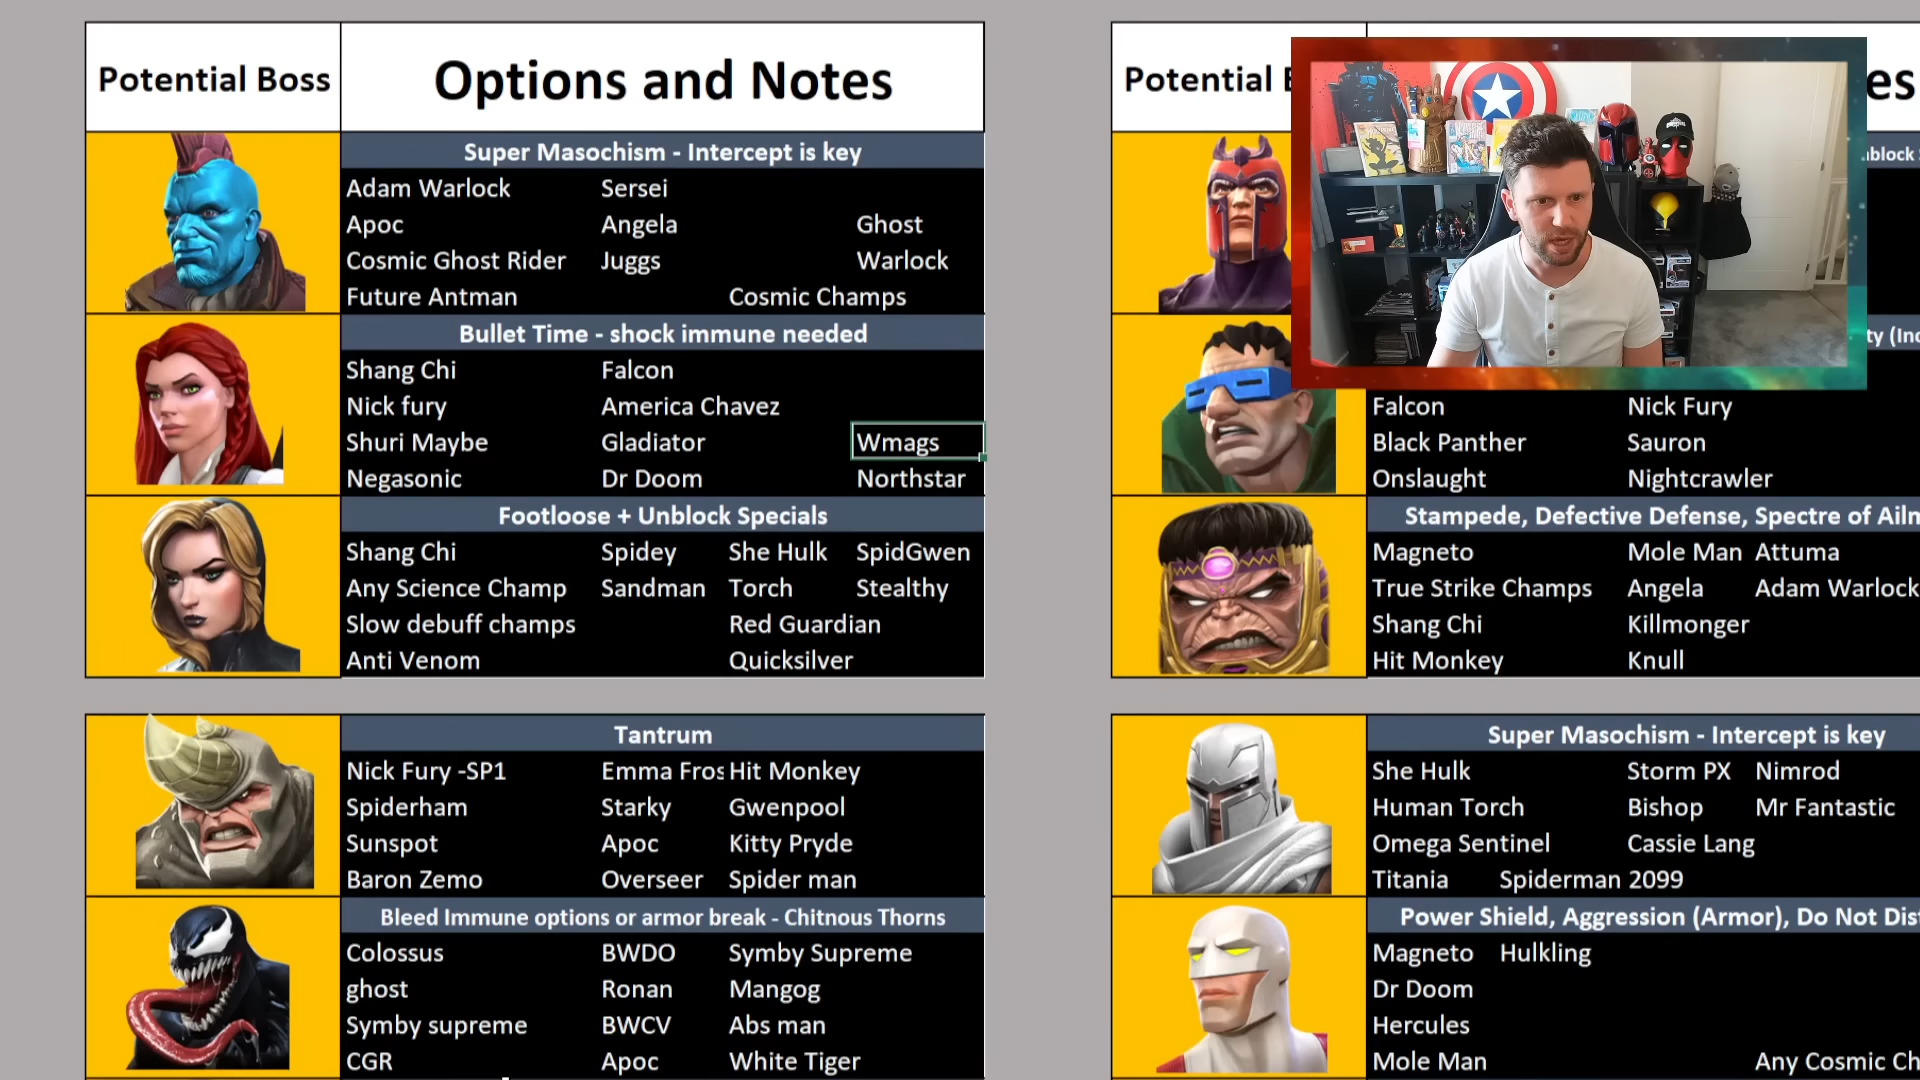 Potential Boss
Options and Notes
Super Masochism - Intercept is key
Adam Warlock Sersei
Apoc Angela Ghost
Cosmic Ghost Rider Juggs Warlock
Future Antman Cosmic Champs
Bullet Time - shock immune needed
Shang Chi Falcon
Nick fury America Chavez
Shuri Maybe Gladiator Wmags
Negasonic Dr Doom Northstar
Footloose + Unblock Specials
Shang Chi Spidey She Hulk SpidGwen
Any Science Champ Sandman Torch Stealthy
Slow debuff champs Red Guardian
Anti Venom Quicksilver
Tantrum
Nick Fury -SP1 Emma Fros Hit Monkey
Spiderham Starky Gwenpool
Sunspot Apoc Kitty Pryde
Baron Zemo Overseer Spider man
Bleed Immune options or armor break - Chitnous Thorns
Colossus BWDO Symby Supreme
ghost Ronan Mangog
Symby supreme BWCV Abs man
CGR Apoc White Tiger
Potential
es
Falcon Nick Fury
Black Panther Sauron
Onslaught Nightcrawler
Stampede, Defective Defense, Spectre of Ailn
Magneto Mole Man Attuma
True Strike Champs Angela Adam Warlock
Shang Chi Killmonger
Hit Monkey Knull
Super Masochism - Intercept is key
She Hulk Storm PX Nimrod
Human Torch Bishop Mr Fantastic
Omega Sentinel Cassie Lang
Titania Spiderman 2099
Power Shield, Aggression (Armor), Do Not Dist
Magneto Hulkling
Dr Doom
Hercules
Mole Man Any Cosmic Ch